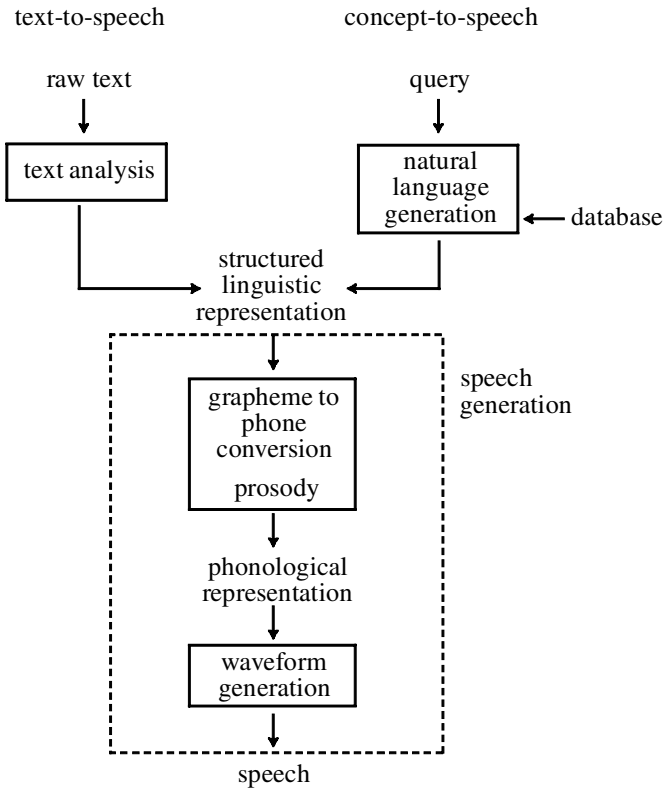 text-to-speech
concept-to-speech
raw text
query
text analysis
natural
language
generation
database
structured
linguistic
representation
speech
generation
grapheme to
phone
conversion
prosody
phonological
representation
waveform
generation
speech